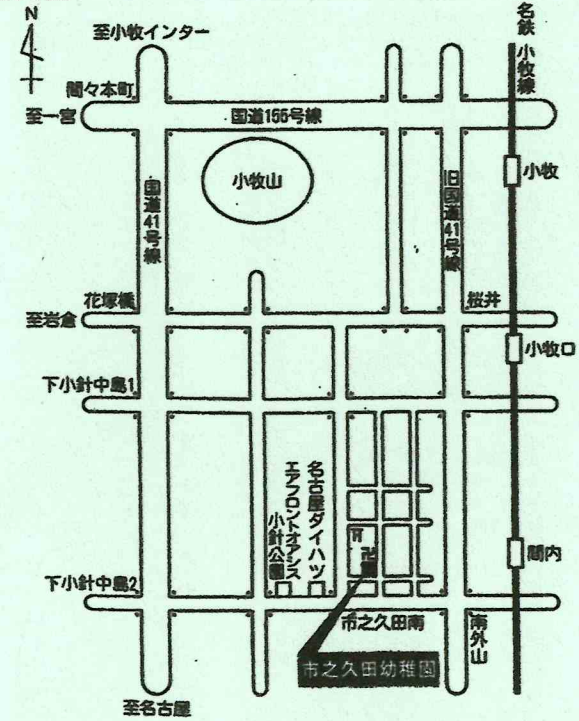 N
至小牧インター
名鉄 小牧線
間々本町
至一宮
国道155号線
小牧山
小牧
国道41号線
旧国道41号線
花塚橋
桜井
至岩倉
小牧口
下小針中島1
名古屋ダイハツ
エアフロントオアシス
小針公園
卍
間内
下小針中島2
市之久田南
南外山
市之久田幼稚園
至名古屋